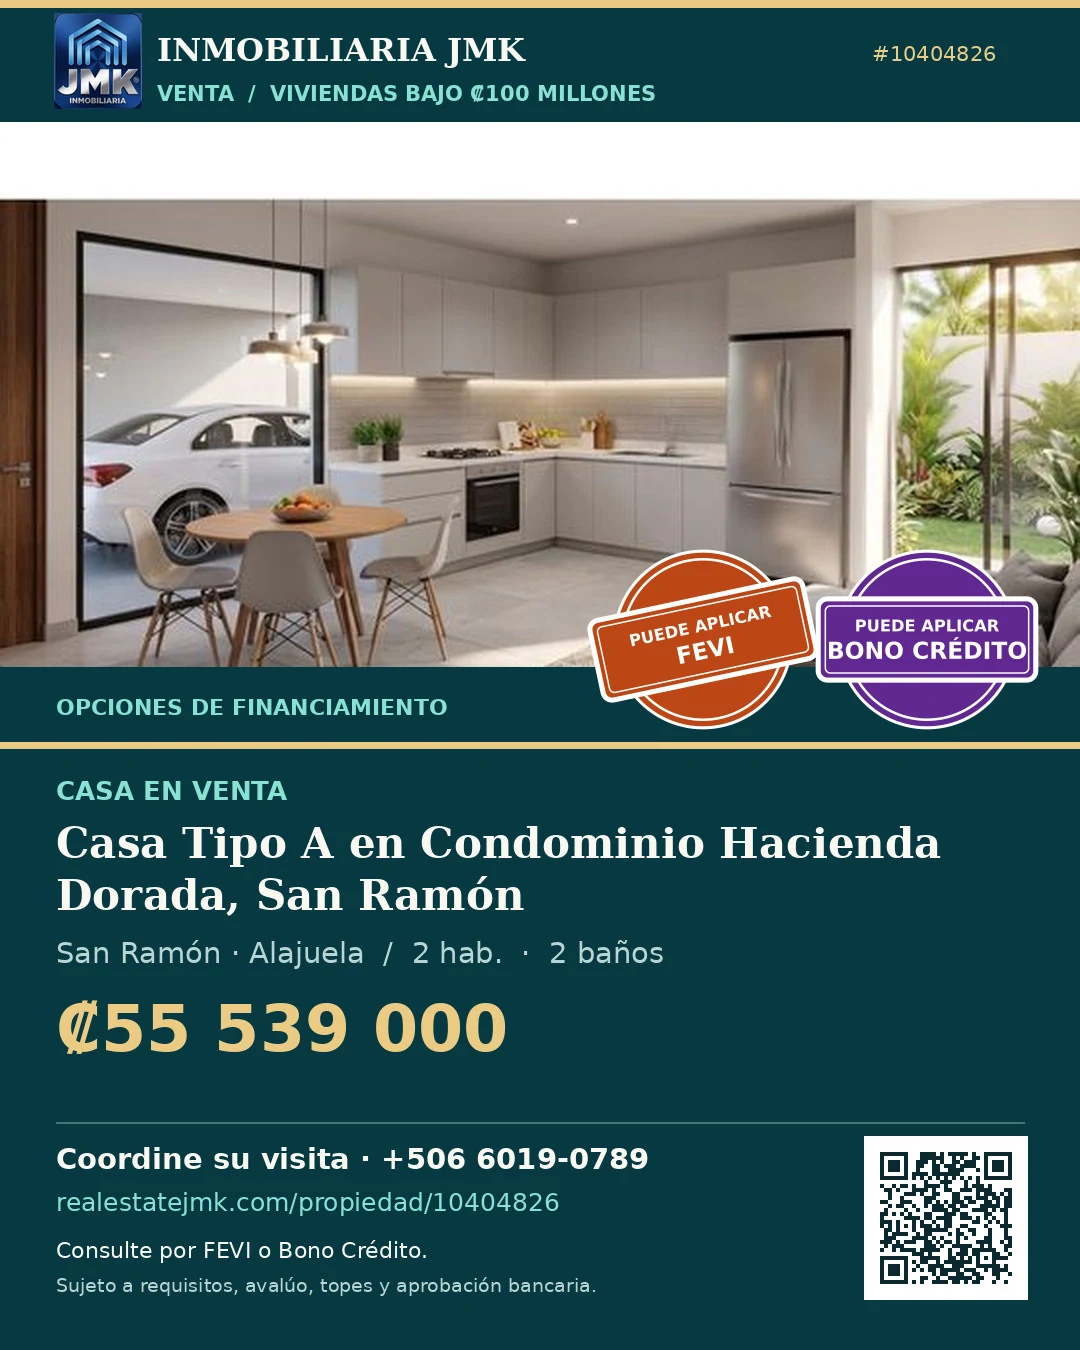 JMK
INMOBILIARIA
INMOBILIARIA JMK
VENTA / VIVIENDAS BAJO ₡100 MILLONES
#10404826
PUEDE APLICAR
FEVI
PUEDE APLICAR
BONO CRÉDITO
OPCIONES DE FINANCIAMIENTO
CASA EN VENTA
Casa Tipo A en Condominio Hacienda
Dorada, San Ramón
San Ramón · Alajuela / 2 hab. · 2 baños
₡55 539 000
Coordine su visita · +506 6019-0789
realestatejmk.com/propiedad/10404826
Consulte por FEVI o Bono Crédito.
Sujeto a requisitos, avalúo, topes y aprobación bancaria.